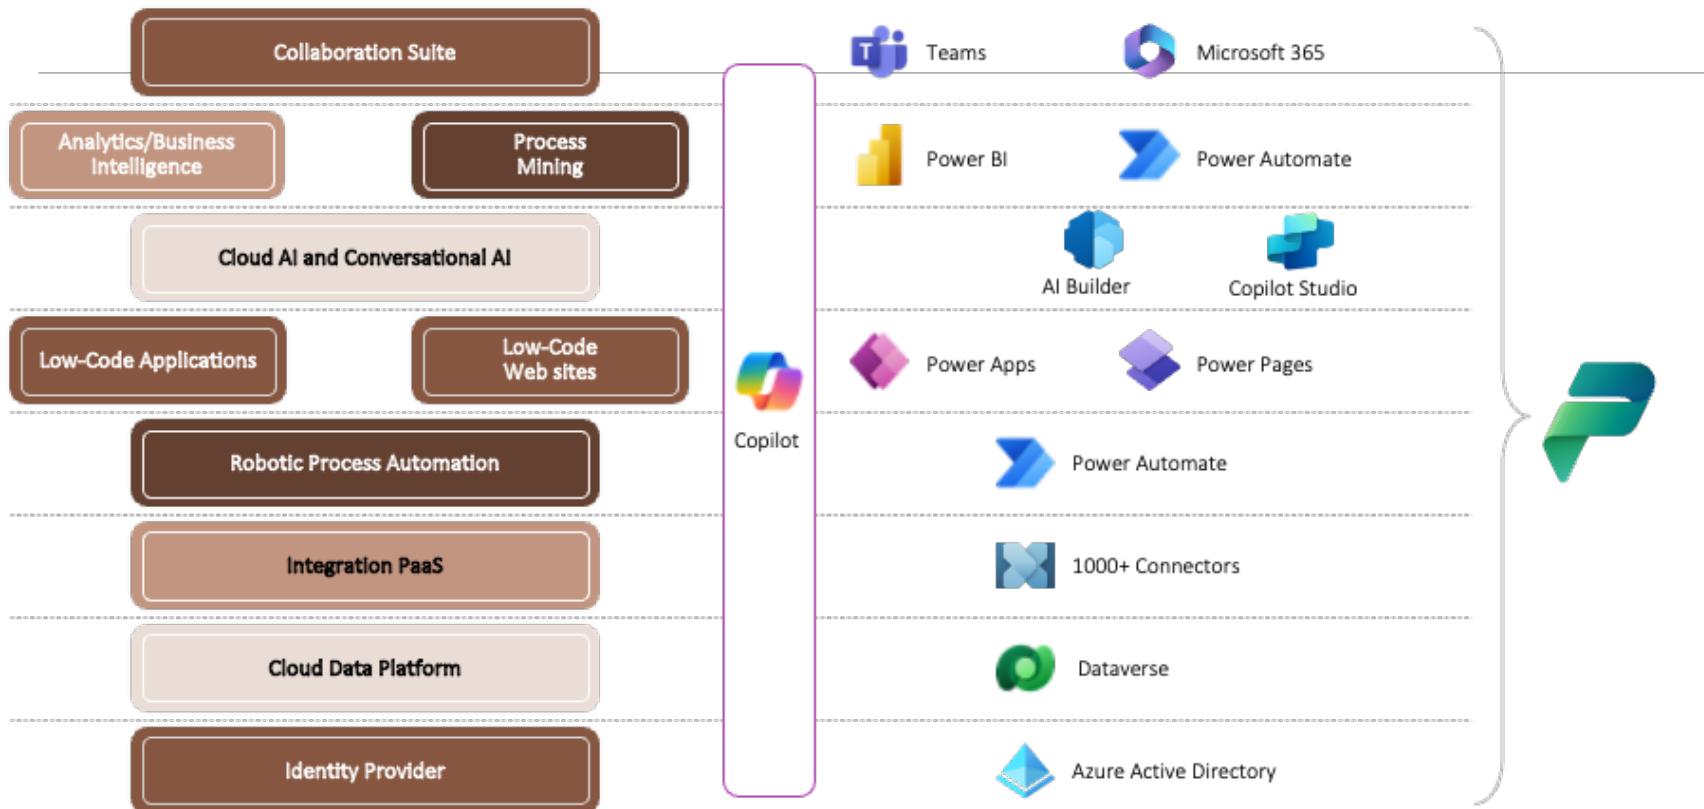 Collaboration Suite
T
Teams
Microsoft 365
Analytics/Business
Intelligence
Process
Mining
Power BI
Power Automate
Cloud AI and Conversational AI
AI Builder
Copilot Studio
Low-Code Applications
Low-Code
Web sites
Copilot
Power Apps
Power Pages
Robotic Process Automation
Power Automate
Integration PaaS
1000+ Connectors
Cloud Data Platform
Dataverse
Identity Provider
Azure Active Directory